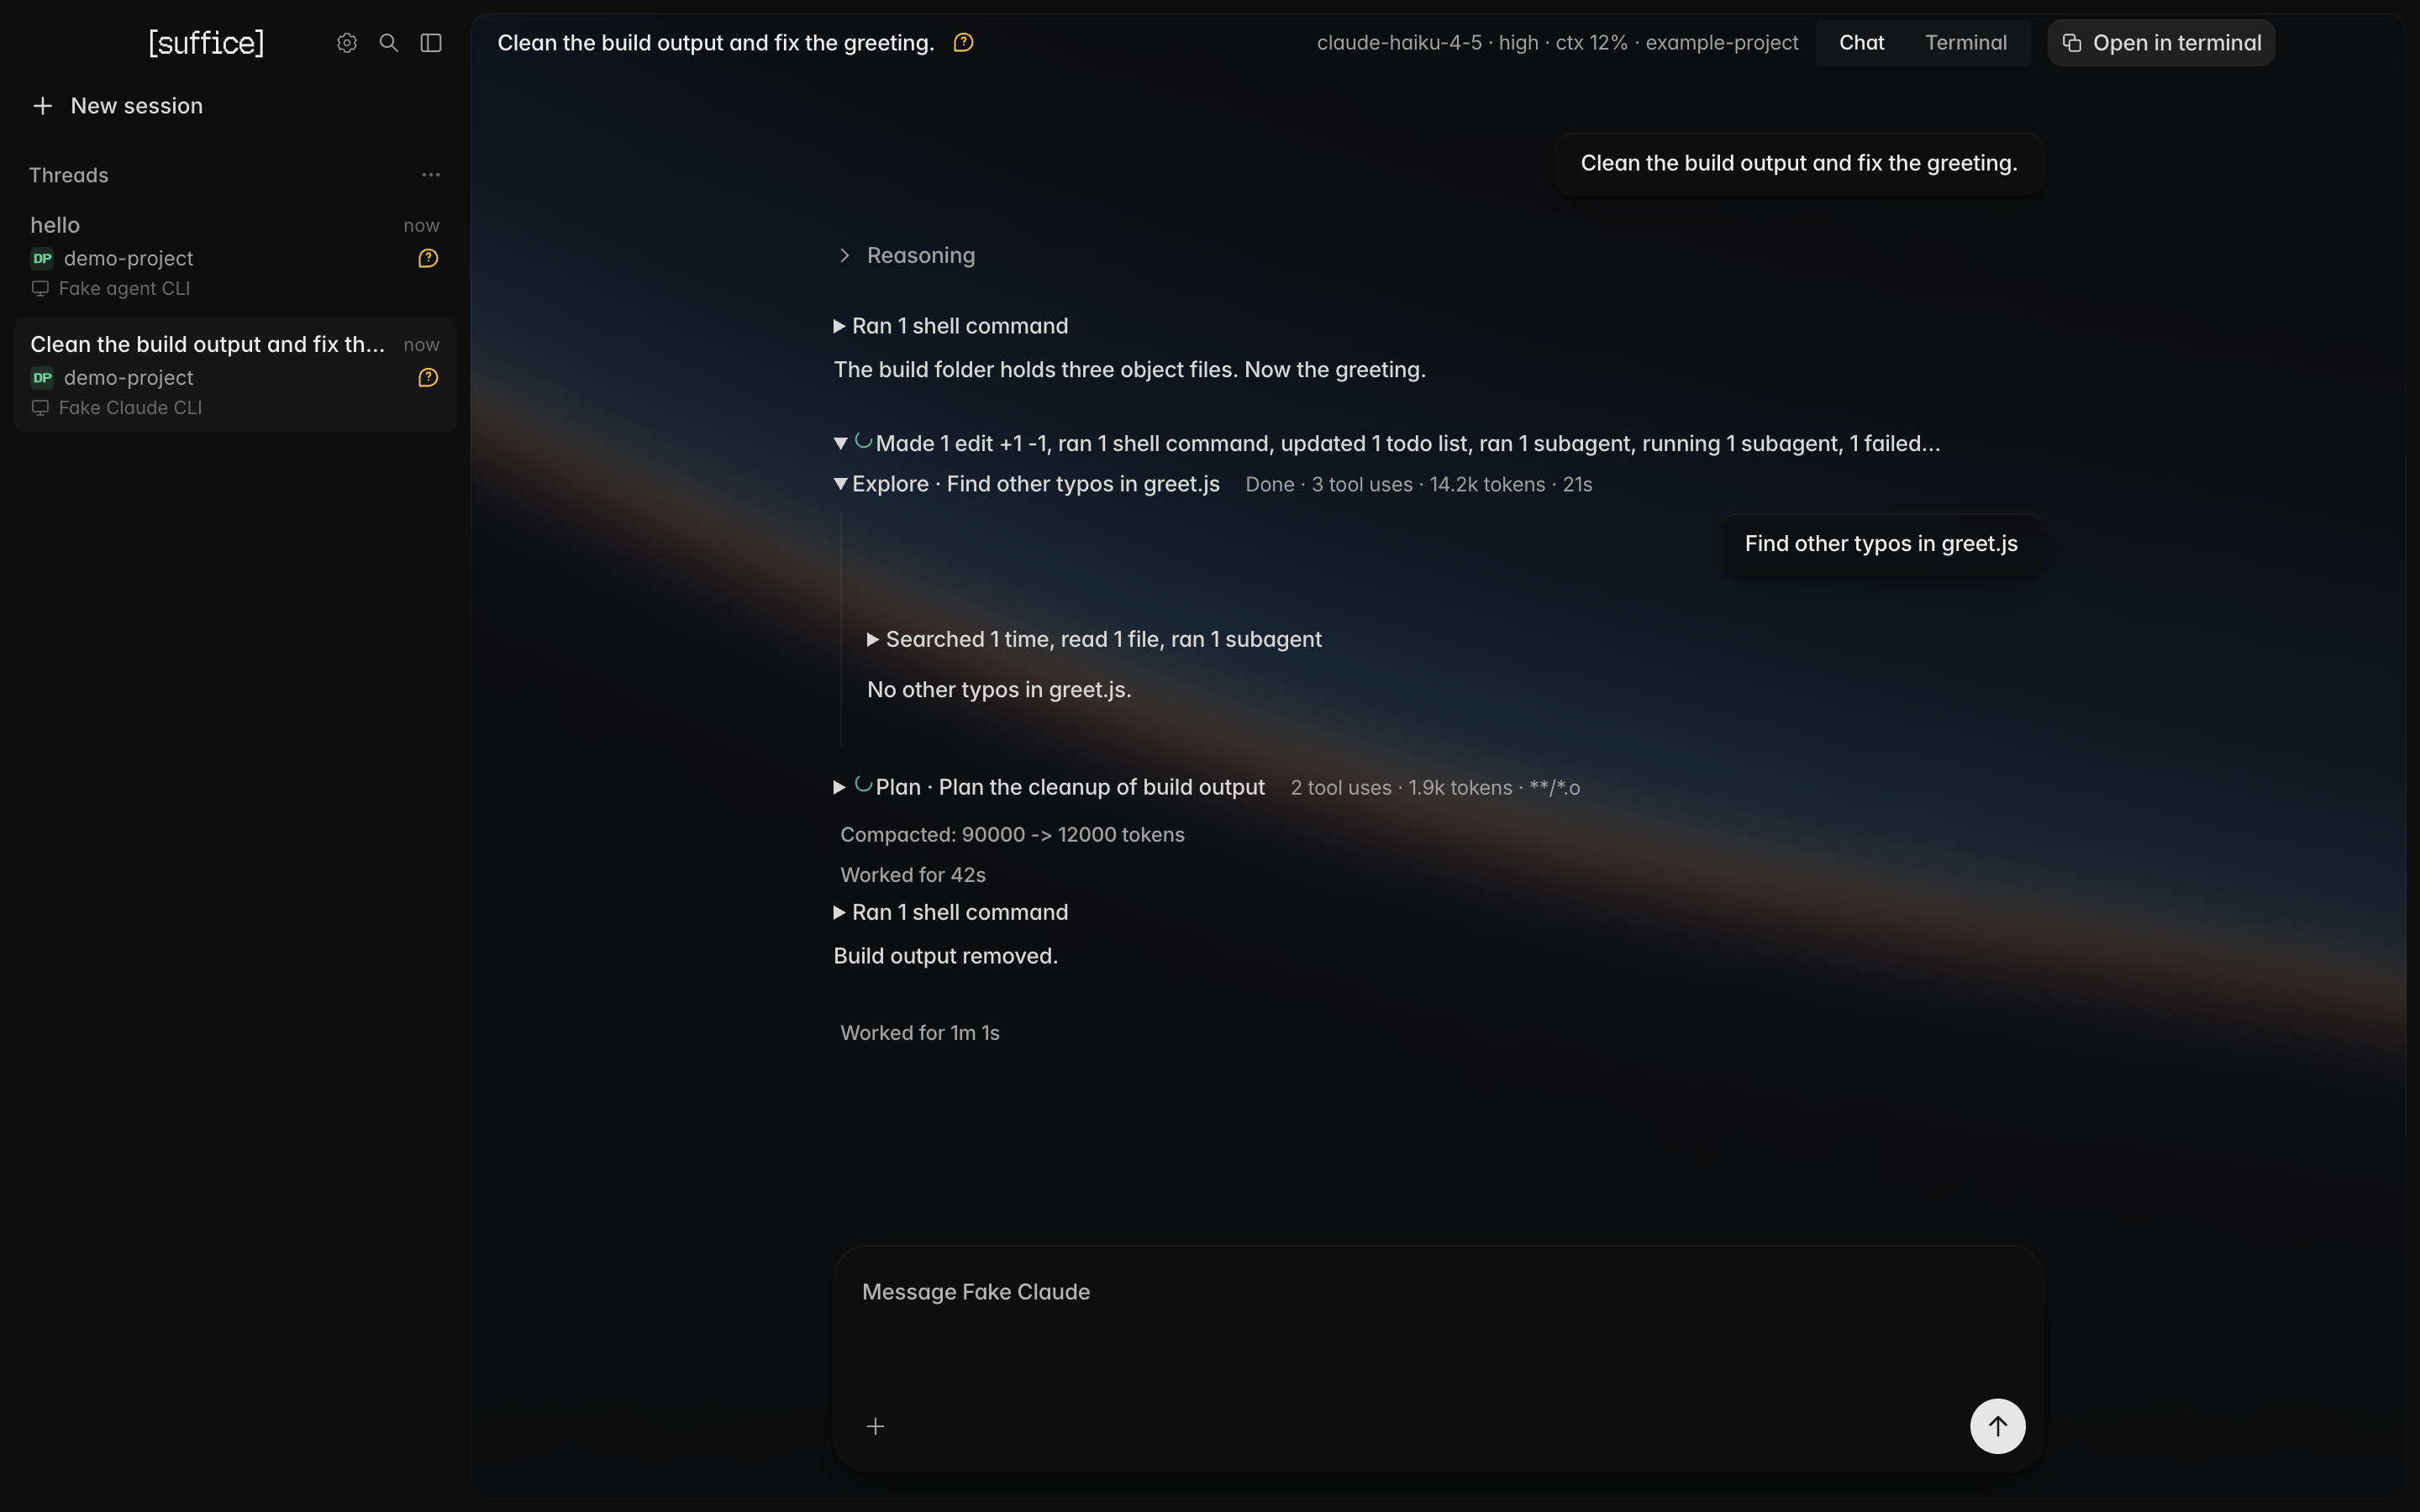 [suffice]
New session
Threads
hello
now
DP demo-project
Fake agent CLI
Clean the build output and fix th...
now
DP demo-project
Fake Claude CLI
Clean the build output and fix the greeting.
claude-haiku-4-5 · high · ctx 12% · example-project
Chat
Terminal
Open in terminal
Clean the build output and fix the greeting.
Reasoning
Ran 1 shell command
The build folder holds three object files. Now the greeting.
Made 1 edit +1 -1, ran 1 shell command, updated 1 todo list, ran 1 subagent, running 1 subagent, 1 failed...
Explore · Find other typos in greet.js Done · 3 tool uses · 14.2k tokens · 21s
Find other typos in greet.js
Searched 1 time, read 1 file, ran 1 subagent
No other typos in greet.js.
Plan · Plan the cleanup of build output 2 tool uses · 1.9k tokens · **/*.o
Compacted: 90000 -> 12000 tokens
Worked for 42s
Ran 1 shell command
Build output removed.
Worked for 1m 1s
Message Fake Claude